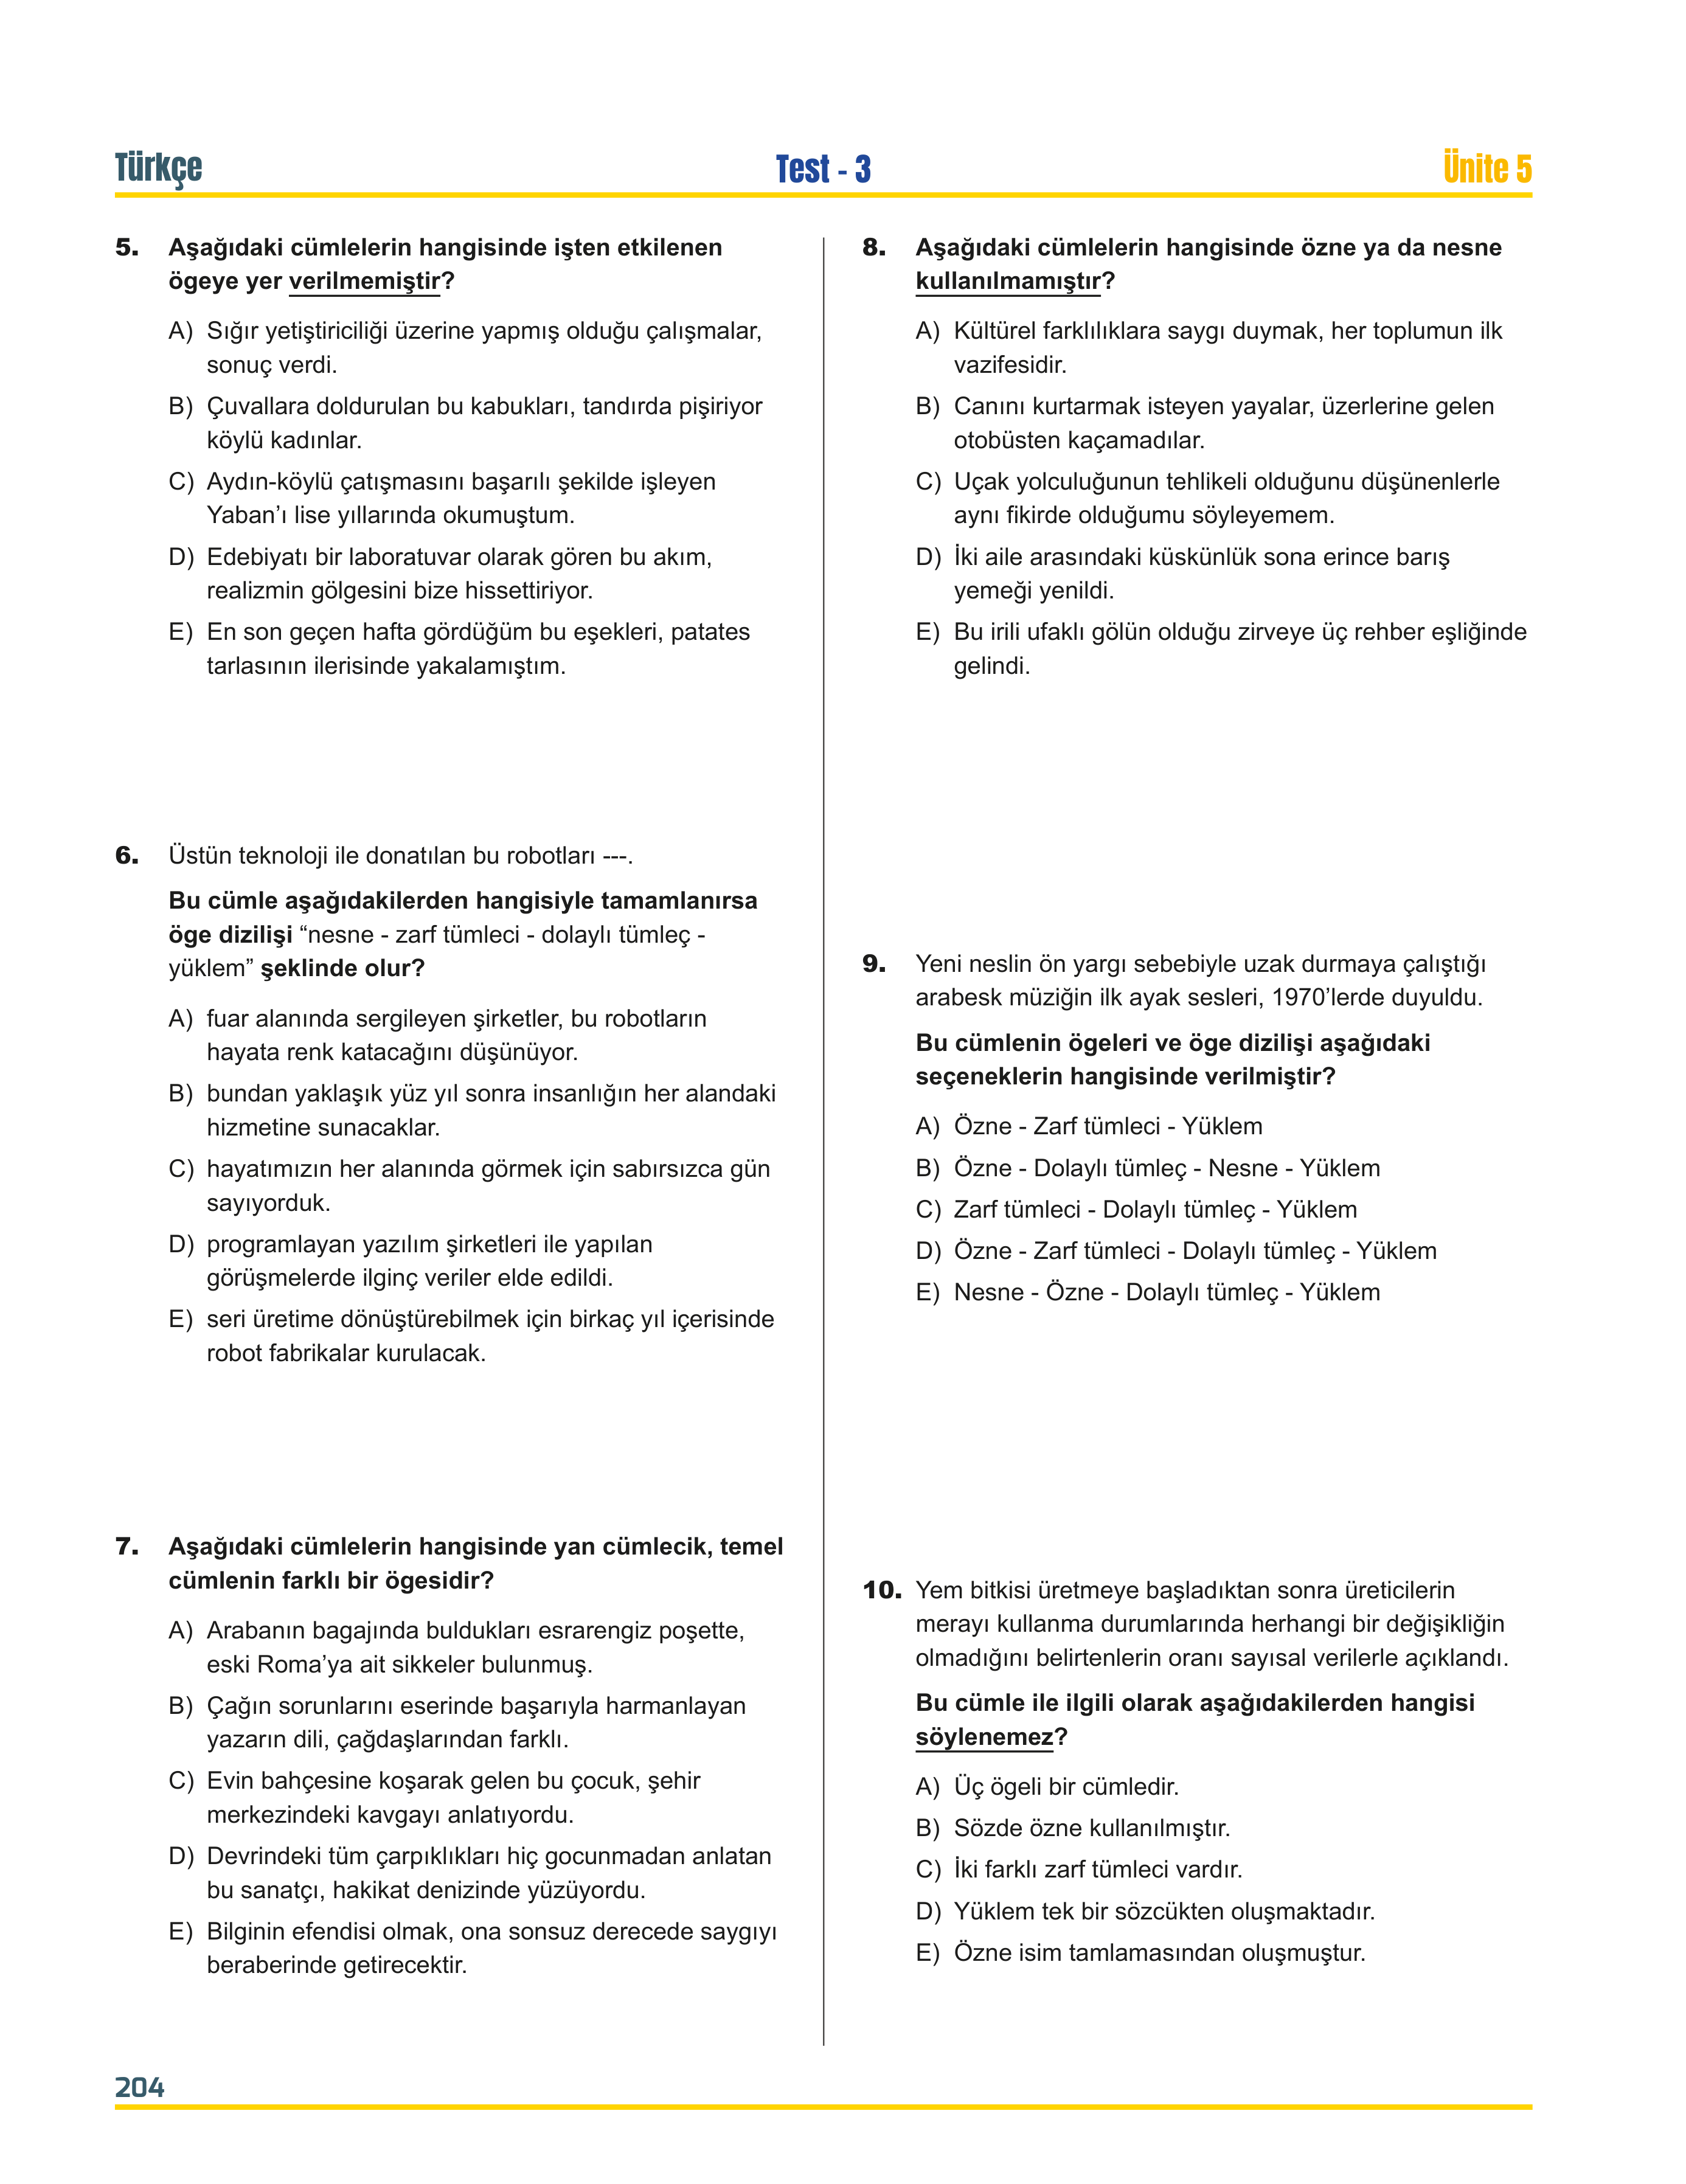 Türkçe
Test - 3
Ünite 5
5. Aşağıdaki cümlelerin hangisinde işten etkilenen
ögeye yer verilmemiştir?
A) Sığır yetiştiriciliği üzerine yapmış olduğu çalışmalar,
sonuç verdi.
B) Çuvallara doldurulan bu kabukları, tandırda pişiriyor
köylü kadınlar.
C) Aydın-köylü çatışmasını başarılı şekilde işleyen
Yaban’ı lise yıllarında okumuştum.
D) Edebiyatı bir laboratuvar olarak gören bu akım,
realizmin gölgesini bize hissettiriyor.
E) En son geçen hafta gördüğüm bu eşekleri, patates
tarlasının ilerisinde yakalamıştım.
6. Üstün teknoloji ile donatılan bu robotları ---.
Bu cümle aşağıdakilerden hangisiyle tamamlanırsa
öge dizilişi “nesne - zarf tümleci - dolaylı tümleç -
yüklem” şeklinde olur?
A) fuar alanında sergileyen şirketler, bu robotların
hayata renk katacağını düşünüyor.
B) bundan yaklaşık yüz yıl sonra insanlığın her alandaki
hizmetine sunacaklar.
C) hayatımızın her alanında görmek için sabırsızca gün
sayıyorduk.
D) programlayan yazılım şirketleri ile yapılan
görüşmelerde ilginç veriler elde edildi.
E) seri üretime dönüştürebilmek için birkaç yıl içerisinde
robot fabrikalar kurulacak.
7. Aşağıdaki cümlelerin hangisinde yan cümlecik, temel
cümlenin farklı bir ögesidir?
A) Arabanın bagajında buldukları esrarengiz poşette,
eski Roma’ya ait sikkeler bulunmuş.
B) Çağın sorunlarını eserinde başarıyla harmanlayan
yazarın dili, çağdaşlarından farklı.
C) Evin bahçesine koşarak gelen bu çocuk, şehir
merkezindeki kavgayı anlatıyordu.
D) Devrindeki tüm çarpıklıkları hiç gocunmadan anlatan
bu sanatçı, hakikat denizinde yüzüyordu.
E) Bilginin efendisi olmak, ona sonsuz derecede saygıyı
beraberinde getirecektir.
8. Aşağıdaki cümlelerin hangisinde özne ya da nesne
kullanılmamıştır?
A) Kültürel farklılıklara saygı duymak, her toplumun ilk
vazifesidir.
B) Canını kurtarmak isteyen yayalar, üzerlerine gelen
otobüsten kaçamadılar.
C) Uçak yolculuğunun tehlikeli olduğunu düşünenlerle
aynı fikirde olduğumu söyleyemem.
D) İki aile arasındaki küskünlük sona erince barış
yemeği yenildi.
E) Bu irili ufaklı gölün olduğu zirveye üç rehber eşliğinde
gelindi.
9. Yeni neslin ön yargı sebebiyle uzak durmaya çalıştığı
arabesk müziğin ilk ayak sesleri, 1970’lerde duyuldu.
Bu cümlenin ögeleri ve öge dizilişi aşağıdaki
seçeneklerin hangisinde verilmiştir?
A) Özne - Zarf tümleci - Yüklem
B) Özne - Dolaylı tümleç - Nesne - Yüklem
C) Zarf tümleci - Dolaylı tümleç - Yüklem
D) Özne - Zarf tümleci - Dolaylı tümleç - Yüklem
E) Nesne - Özne - Dolaylı tümleç - Yüklem
10. Yem bitkisi üretmeye başladıktan sonra üreticilerin
merayı kullanma durumlarında herhangi bir değişikliğin
olmadığını belirtenlerin oranı sayısal verilerle açıklandı.
Bu cümle ile ilgili olarak aşağıdakilerden hangisi
söylenemez?
A) Üç ögeli bir cümledir.
B) Sözde özne kullanılmıştır.
C) İki farklı zarf tümleci vardır.
D) Yüklem tek bir sözcükten oluşmaktadır.
E) Özne isim tamlamasından oluşmuştur.
204